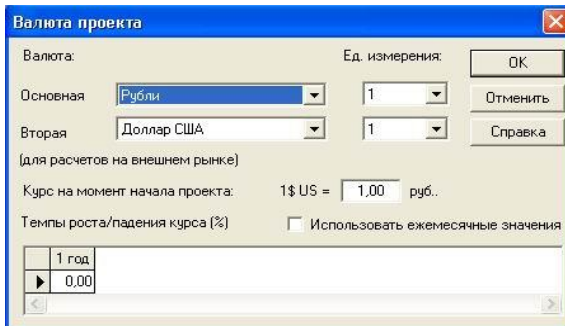 Валюта проекта
Валюта: Ед. измерения: OK
Основная Рубли 1 Отменить
Вторая Доллар США 1 Справка
(для расчетов на внешнем рынке)
Курс на момент начала проекта: 1$ US = 1,00 руб..
Темпы роста/падения курса (%) Использовать ежемесячные значения
1 год
0,00